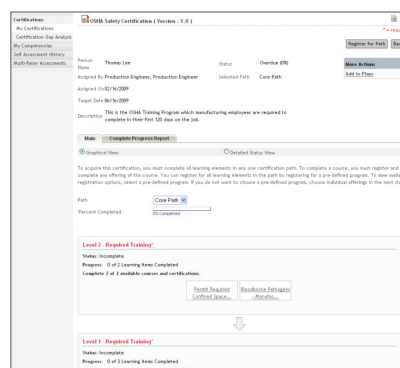 Certifications
My Certifications
Certification Gap Analysis
My Competencies
Self Assessment History
Multi-Rater Assessments
OSHA Safety Certification ( Version : 1.0 )
Register for Path
Person Name Thomas Lee
Status Overdue (0%)
More Actions
Assigned By Production Engineer, Production Engineer
Selected Path Core Path
Add to Plans
Assigned On 02/16/2009
Target Date 06/16/2009
Description This is the OSHA Training Program which manufacturing employees are required to
complete in their first 120 days on the job.
Main Complete Progress Report
Graphical View Detailed Status View
To acquire this certification, you must complete all learning elements in any one certification path. To complete a course, you must register and
complete any offering of the course. You can register for all learning elements in the path by registering for a pre-defined program. To view
registration options, select a pre-defined program. If you do not want to choose a pre-defined program, choose individual offerings in the next
Path Core Path
Percent Completed 0% Completed
Level 2 - Required Training*
Status: Incomplete
Progress: 0 of 2 Learning Items Completed
Complete 2 of 2 available courses and certifications.
Permit Required Confined Space...
Bloodborne Pathogens - Manufac...
Level 1 - Required Training*
Status: Incomplete
Progress: 0 of 3 Learning Items Completed